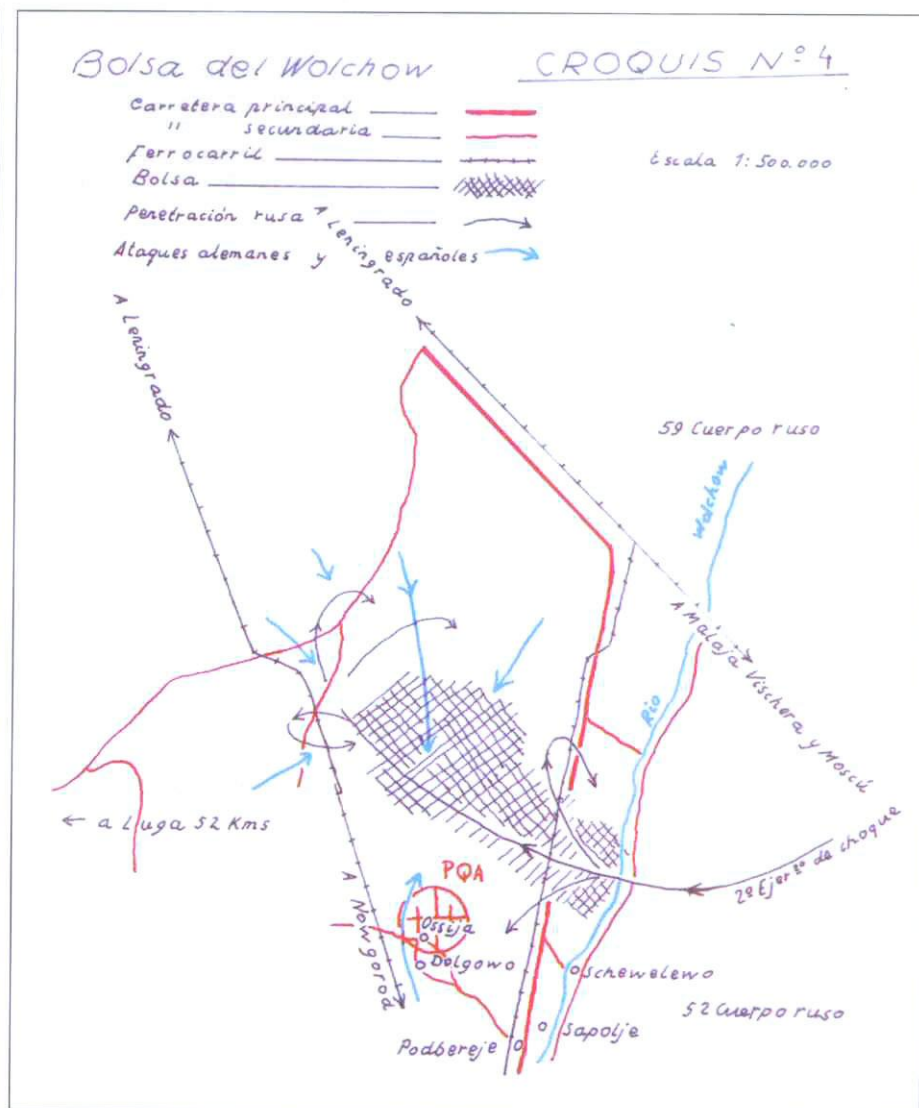 Bolsa del Wolchow
CROQUIS Nº 4
Carretera principal
" secundaria
Ferrocarril
Escala 1:500.000
Bolsa
Penetración rusa
Ataques alemanes y españoles
A Leningrado
A Leningrado
59 Cuerpo ruso
Wolchow
A Malaja Vischera y Moscú
Rio
← a Luga 52 Kms
2º Ejerto de choque
PQA
A Nowgorod
Ossija
Dolgowo
Schewelewo
52 Cuerpo ruso
Sapolje
Podbereje